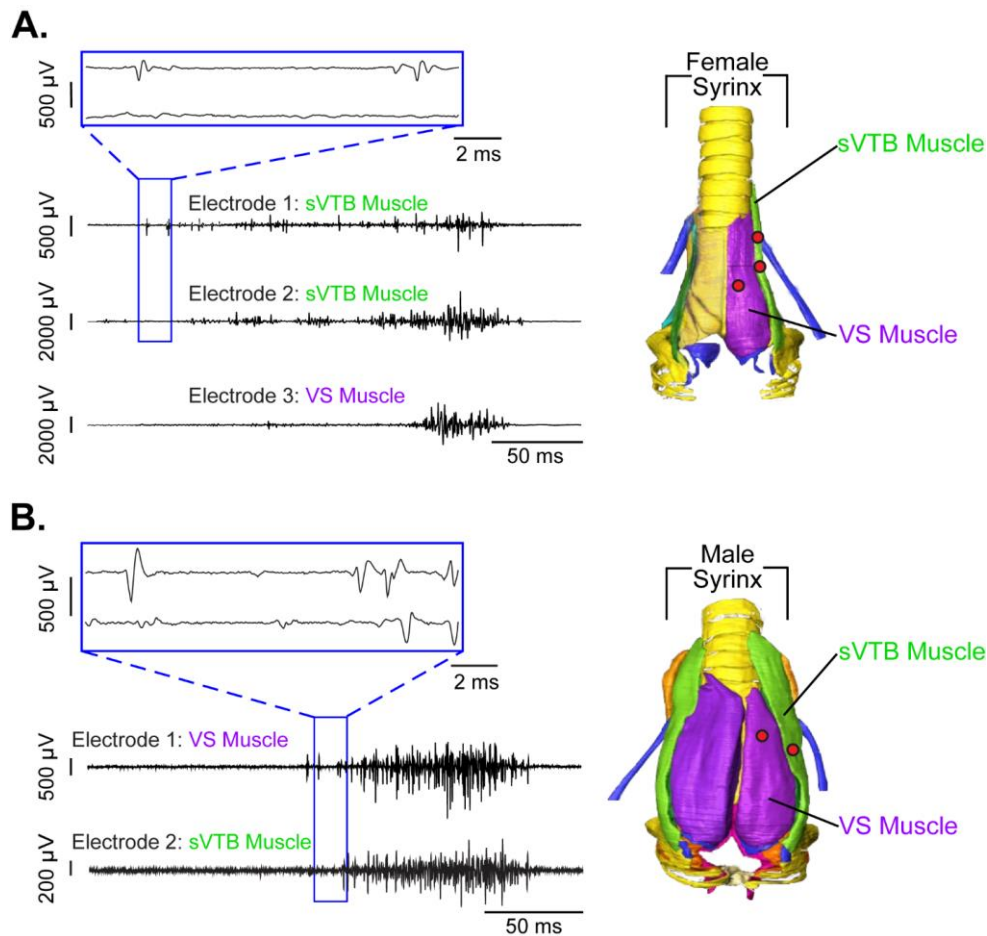 A.
500 µV
2 ms
Female
Syrinx
sVTB Muscle
500 µV
Electrode 1: sVTB Muscle
2000 µV
Electrode 2: sVTB Muscle
VS Muscle
2000 µV
Electrode 3: VS Muscle
50 ms
B.
500 µV
2 ms
Male
Syrinx
sVTB Muscle
500 µV
Electrode 1: VS Muscle
VS Muscle
200 µV
Electrode 2: sVTB Muscle
50 ms